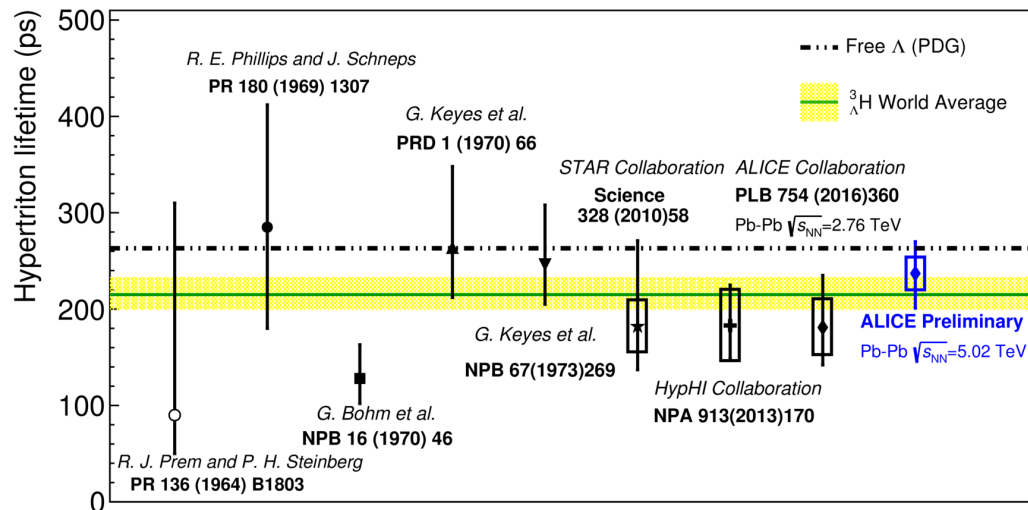 Hypertriton lifetime (ps)
500
400
300
200
100
0
R. E. Phillips and J. Schneps
PR 180 (1969) 1307
G. Keyes et al.
PRD 1 (1970) 66
Free Λ (PDG)
³ΛH World Average
STAR Collaboration
Science
328 (2010)58
ALICE Collaboration
PLB 754 (2016)360
Pb-Pb √sNN=2.76 TeV
G. Keyes et al.
NPB 67(1973)269
ALICE Preliminary
Pb-Pb √sNN=5.02 TeV
HypHI Collaboration
NPA 913(2013)170
G. Bohm et al.
NPB 16 (1970) 46
R. J. Prem and P. H. Steinberg
PR 136 (1964) B1803